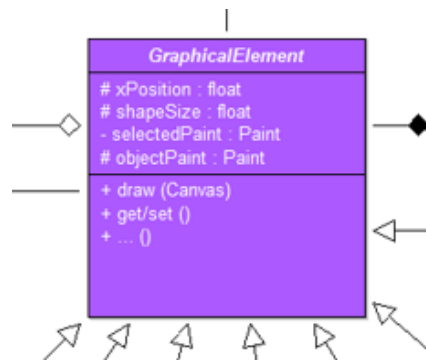 GraphicalElement
# xPosition : float
# shapeSize : float
- selectedPaint : Paint
# objectPaint : Paint
+ draw (Canvas)
+ get/set ()
+ ... ()